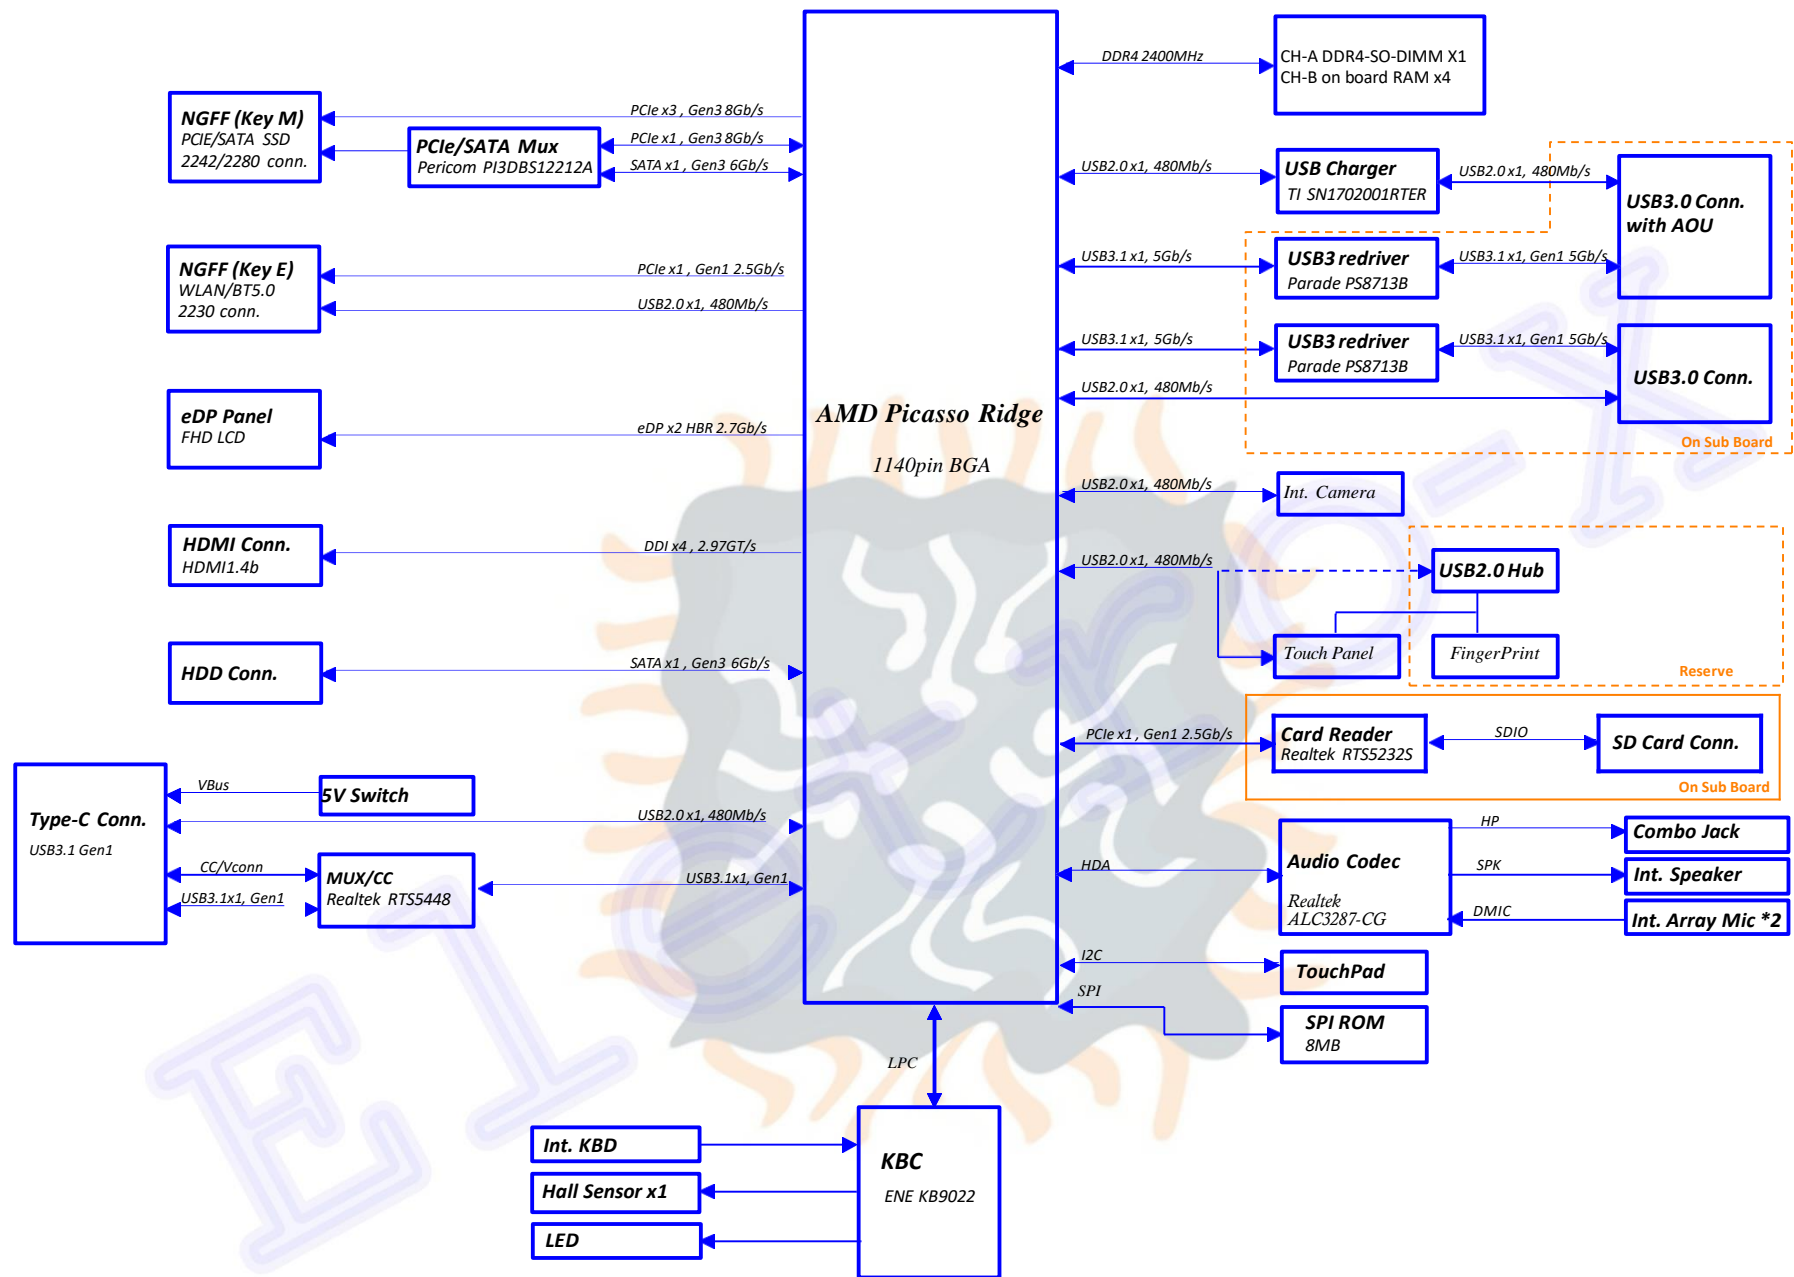 DDR4 2400MHz
CH-A DDR4-SO-DIMM X1
CH-B on board RAM x4
NGFF (Key M)
PCIE/SATA SSD
2242/2280 conn.
PCIe x3 , Gen3 8Gb/s
PCIe/SATA Mux
Pericom PI3DBS12212A
PCIe x1 , Gen3 8Gb/s
SATA x1 , Gen3 6Gb/s
USB2.0 x1, 480Mb/s
USB Charger
TI SN1702001RTER
USB2.0 x1, 480Mb/s
USB3.0 Conn.
with AOU
NGFF (Key E)
WLAN/BT5.0
2230 conn.
PCIe x1 , Gen1 2.5Gb/s
USB2.0 x1, 480Mb/s
USB3.1 x1, 5Gb/s
USB3 redriver
Parade PS8713B
USB3.1 x1, Gen1 5Gb/s
USB3.1 x1, 5Gb/s
USB3 redriver
Parade PS8713B
USB3.1 x1, Gen1 5Gb/s
USB2.0 x1, 480Mb/s
USB3.0 Conn.
On Sub Board
AMD Picasso Ridge
1140pin BGA
eDP Panel
FHD LCD
eDP x2 HBR 2.7Gb/s
USB2.0 x1, 480Mb/s
Int. Camera
HDMI Conn.
HDMI1.4b
DDI x4 , 2.97GT/s
USB2.0 x1, 480Mb/s
USB2.0 Hub
Touch Panel
FingerPrint
Reserve
HDD Conn.
SATA x1 , Gen3 6Gb/s
PCIe x1 , Gen1 2.5Gb/s
Card Reader
Realtek RTS5232S
SDIO
SD Card Conn.
On Sub Board
Type-C Conn.
USB3.1 Gen1
VBus
5V Switch
USB2.0 x1, 480Mb/s
CC/Vconn
USB3.1x1, Gen1
MUX/CC
Realtek RTS5448
USB3.1x1, Gen1
HDA
Audio Codec
Realtek
ALC3287-CG
HP
Combo Jack
SPK
Int. Speaker
DMIC
Int. Array Mic *2
I2C
TouchPad
SPI
SPI ROM
8MB
LPC
KBC
ENE KB9022
Int. KBD
Hall Sensor x1
LED